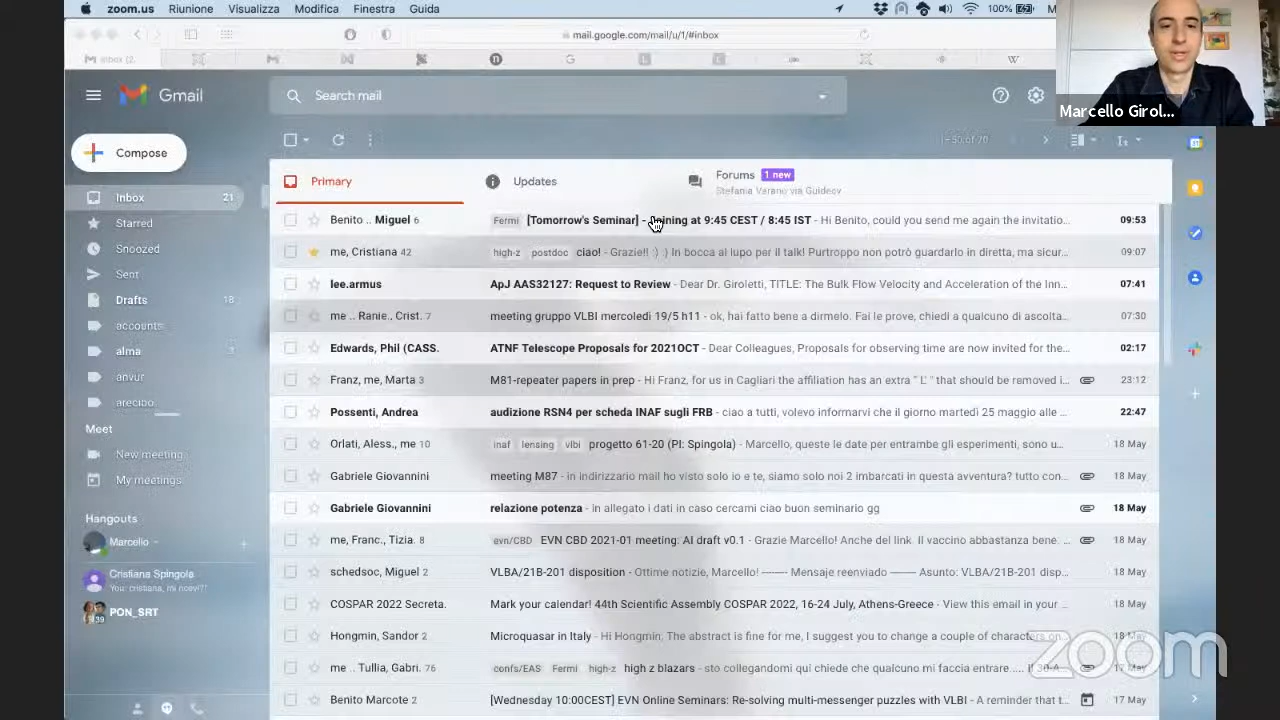 zoom.us Riunione Visualizza Modifica Finestra Guida 100%
mail.google.com/mail/u/1/#inbox
Marcello Girol...
Gmail
Search mail
Compose
50 of 70
Primary
Updates
Forums 1 new
Stefania Varano via Guidecv
Inbox 21
Starred
Snoozed
Sent
Drafts 18
accounts
alma 3
anvur
arecibo
Meet
New meeting
My meetings
Hangouts
Marcello
Cristiana Spingola
You: cristiana, mi ricevi?"
PON_SRT
39
Benito .. Miguel 6 Fermi [Tomorrow's Seminar] - Joining at 9:45 CEST / 8:45 IST - Hi Benito, could you send me again the invitatio... 09:53
me, Cristiana 42 high-z postdoc ciao! - Grazie!! :) :) In bocca al lupo per il talk! Purtroppo non potrò guardarlo in diretta, ma sicur... 09:07
lee.armus ApJ AAS32127: Request to Review - Dear Dr. Giroletti, TITLE: The Bulk Flow Velocity and Acceleration of the Inn... 07:41
me .. Ranie., Crist. 7 meeting gruppo VLBI mercoledì 19/5 h11 - ok, hai fatto bene a dirmelo. Fai le prove, chiedi a qualcuno di ascolta... 07:30
Edwards, Phil (CASS. ATNF Telescope Proposals for 2021OCT - Dear Colleagues, Proposals for observing time are now invited for the... 02:17
Franz, me, Marta 3 M81-repeater papers in prep - Hi Franz, for us in Cagliari the affiliation has an extra " L' " that should be removed i... 23:12
Possenti, Andrea audizione RSN4 per scheda INAF sugli FRB - ciao a tutti, volevo informarvi che il giorno martedì 25 maggio alle ... 22:47
Orlati, Aless., me 10 inaf lensing vlbi progetto 61-20 (PI: Spingola) - Marcello, queste le date per entrambe gli esperimenti, sono u... 18 May
Gabriele Giovannini meeting M87 - in indirizzario mail ho visto solo io e te, siamo solo noi 2 imbarcati in questa avventura? tutto con... 18 May
Gabriele Giovannini relazione potenza - in allegato i dati in caso cercami ciao buon seminario gg 18 May
me, Franc., Tizia. 8 evn/CBD EVN CBD 2021-01 meeting: AI draft v0.1 - Grazie Marcello! Anche del link. Il vaccino abbastanza bene. ... 18 May
schedsoc, Miguel 2 VLBA/21B-201 disposition - Ottime notizie, Marcello! ——- Mensaje reenviado —— Asunto: VLBA/21B-201 disp... 18 May
COSPAR 2022 Secreta. Mark your calendar! 44th Scientific Assembly COSPAR 2022, 16-24 July, Athens-Greece - View this email in your ... 18 May
Hongmin, Sandor 2 Microquasar in Italy - Hi Hongmin, The abstract is fine for me, I suggest you to change a couple of characters on... 18 May
me .. Tullia, Gabri. 76 confs/EAS Fermi high-z high z blazars - sto collegandomi qui chiede che qualcuno mi faccia entrare..... 17 May
Benito Marcote 2 [Wednesday 10:00CEST] EVN Online Seminars: Re-solving multi-messenger puzzles with VLBI - A reminder that t... 17 May
zoom